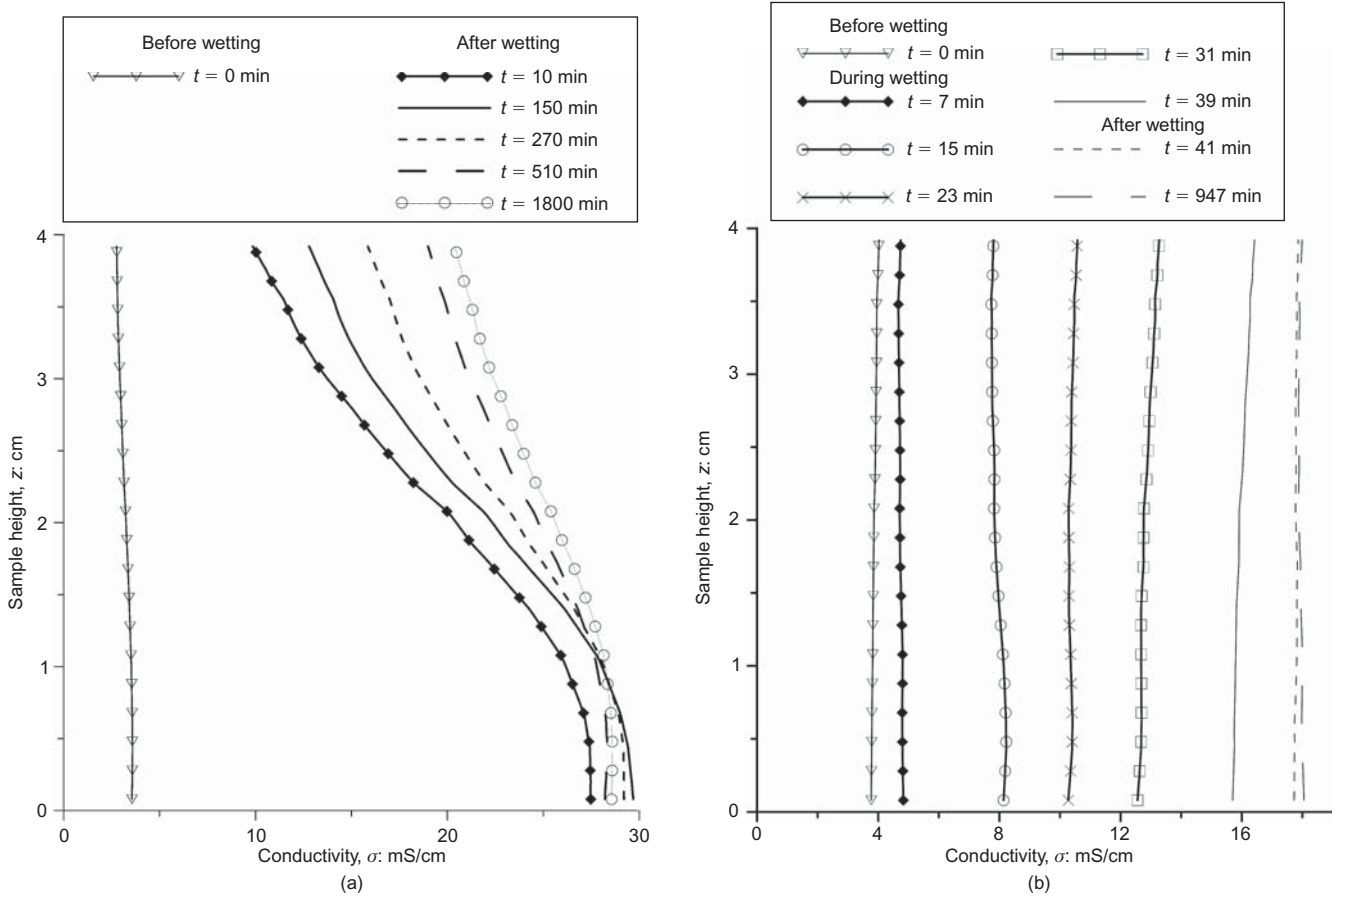 Before wetting
After wetting
t = 0 min
t = 10 min
t = 150 min
t = 270 min
t = 510 min
t = 1800 min
4
3
2
1
0
Sample height, z: cm
0
10
20
30
Conductivity, σ: mS/cm
(a)
Before wetting
t = 0 min
t = 31 min
During wetting
t = 7 min
t = 39 min
After wetting
t = 15 min
t = 41 min
t = 23 min
t = 947 min
4
3
2
1
0
Sample height, z: cm
0
4
8
12
16
Conductivity, σ: mS/cm
(b)